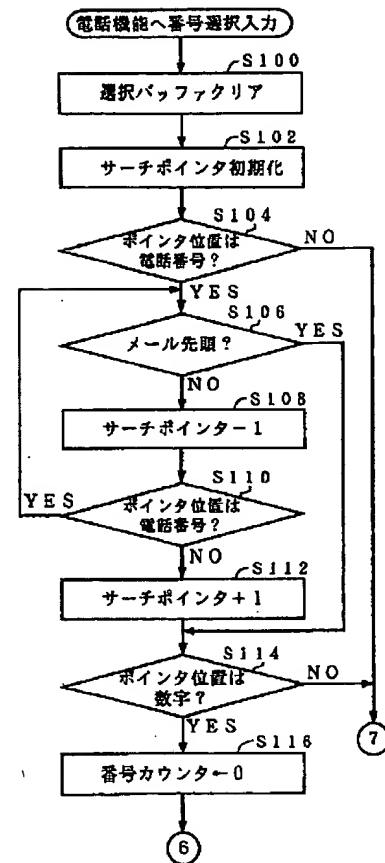 電話機能へ番号選択入力
S100
選択バッファクリア
S102
サーチポインタ初期化
S104
ポインタ位置は
電話番号？
NO
YES
S106
メール先頭？
YES
NO
S108
サーチポインタ－1
S110
ポインタ位置は
電話番号？
YES
NO
S112
サーチポインタ＋1
S114
ポインタ位置は
数字？
NO
YES
S116
番号カウンタ←0
7
6